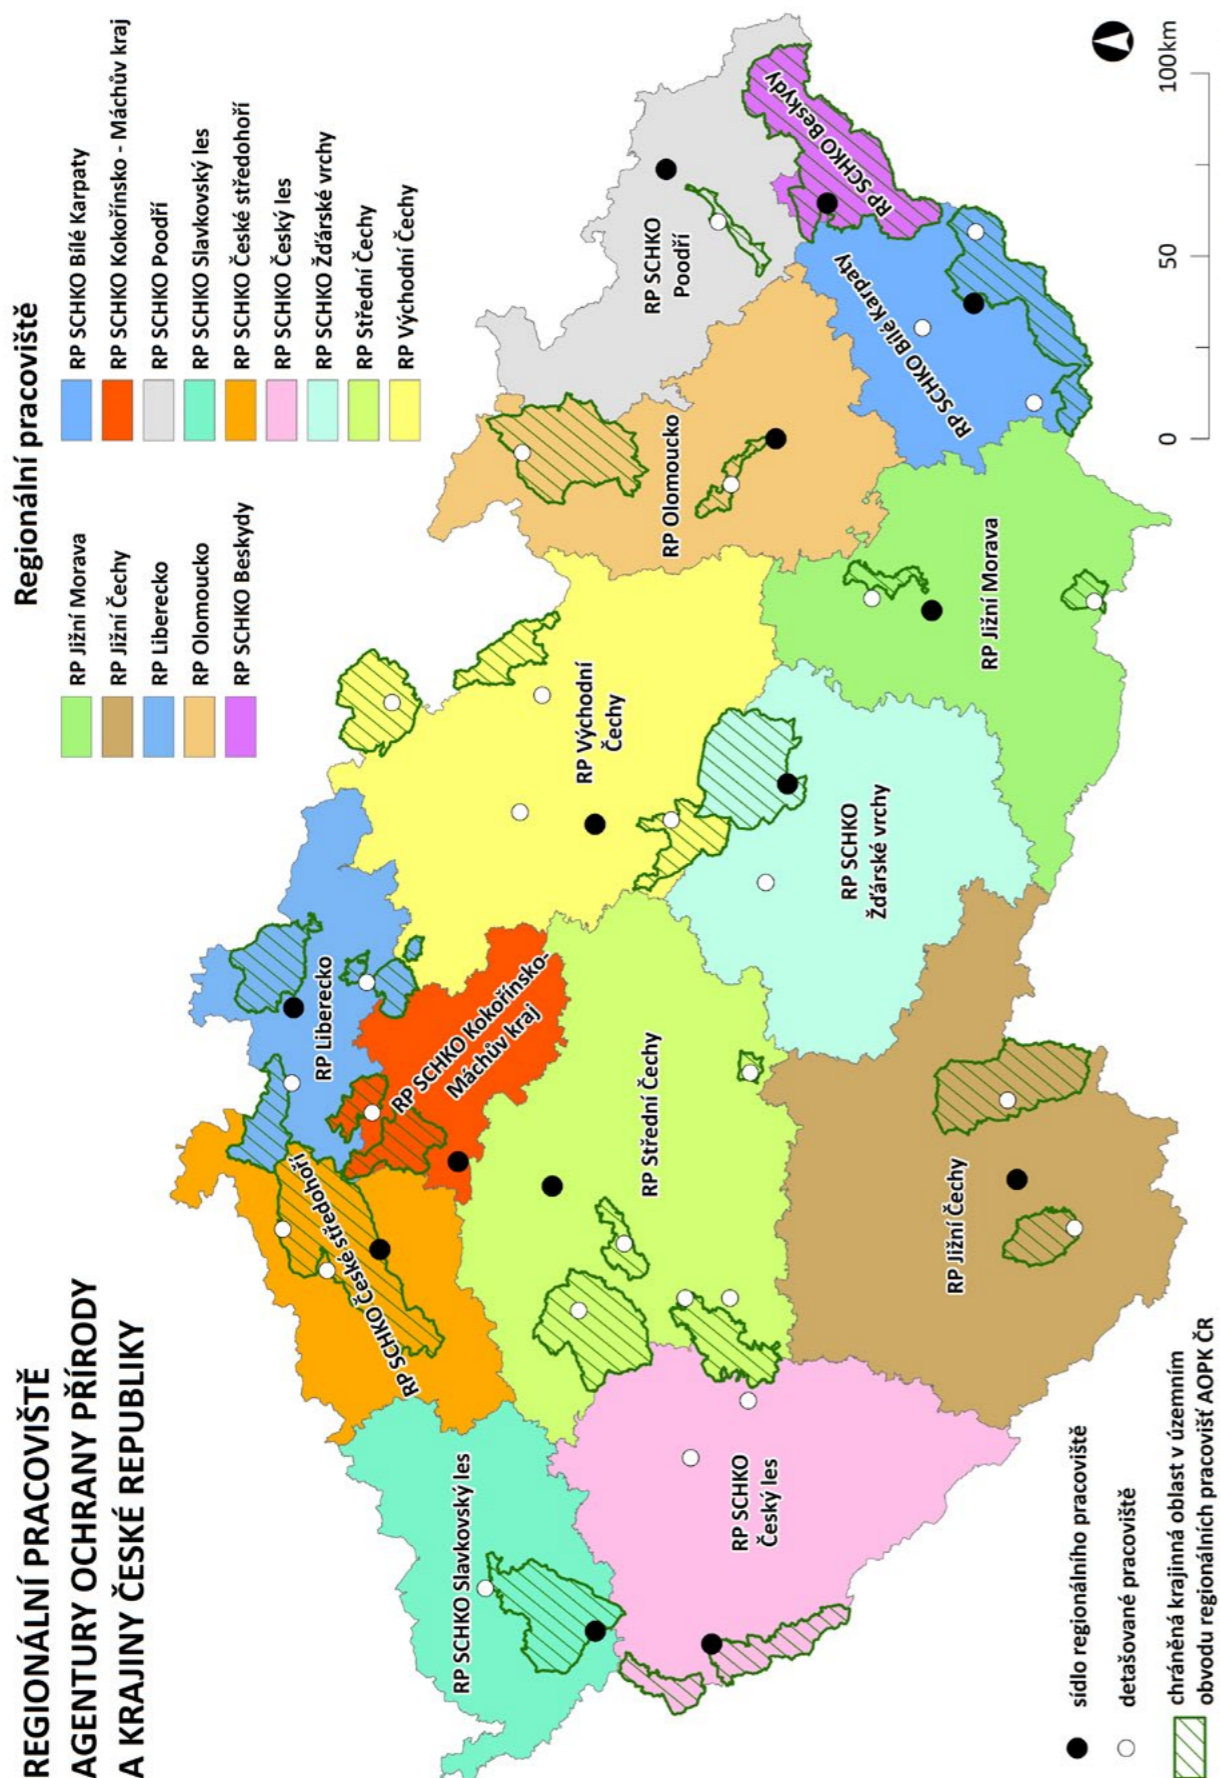 REGIONÁLNÍ PRACOVIŠTĚ
AGENTURY OCHRANY PŘÍRODY
A KRAJINY ČESKÉ REPUBLIKY
Regionální pracoviště
RP Jižní Morava
RP Jižní Čechy
RP Liberecko
RP Olomoucko
RP SCHKO Beskydy
RP SCHKO Bílé Karpaty
RP SCHKO Kokořínsko - Máchův kraj
RP SCHKO Poodří
RP SCHKO Slavkovský les
RP SCHKO České středohoří
RP SCHKO Český les
RP SCHKO Žďárské vrchy
RP Střední Čechy
RP Východní Čechy
RP SCHKO České středohoří
RP Liberecko
RP SCHKO Kokořínsko-
Máchův kraj
RP SCHKO Slavkovský les
RP Východní
Čechy
RP Střední Čechy
RP SCHKO
Český les
RP Olomoucko
RP SCHKO
Poodří
RP SCHKO Beskydy
RP SCHKO Bílé Karpaty
RP SCHKO
Žďárské vrchy
RP Jižní Čechy
RP Jižní Morava
sídlo regionálního pracoviště
detašované pracoviště
chráněná krajinná oblast v územním
obvodu regionálních pracovišť AOPK ČR
0 50 100 km